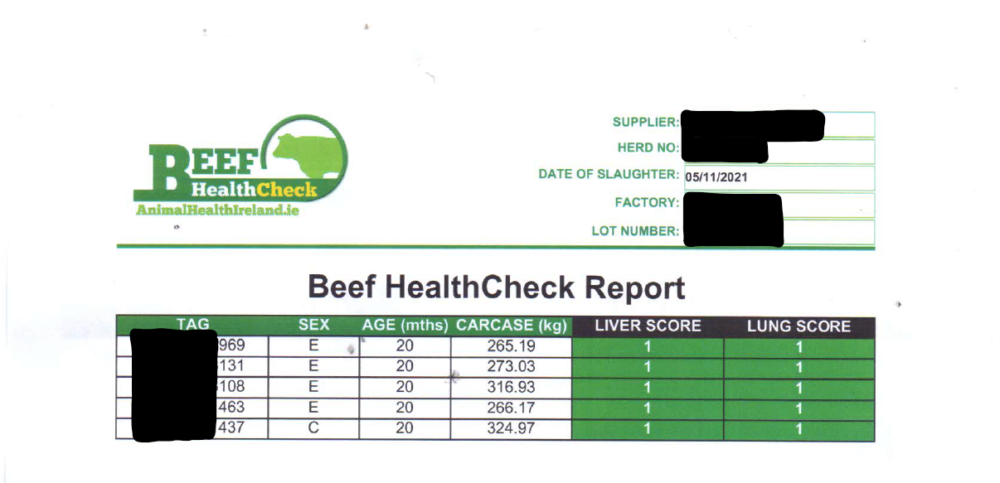 BEEF
HealthCheck
AnimalHealthIreland.ie
SUPPLIER:
HERD NO:
DATE OF SLAUGHTER: 05/11/2021
FACTORY:
LOT NUMBER:
Beef HealthCheck Report
TAG SEX AGE (mths) CARCASE (kg) LIVER SCORE LUNG SCORE
969 E 20 265.19 1 1
131 E 20 273.03 1 1
108 E 20 316.93 1 1
463 E 20 266.17 1 1
437 C 20 324.97 1 1